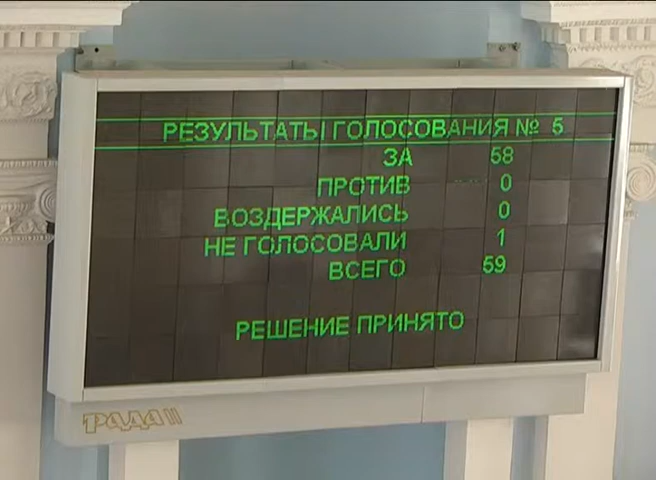 РЕЗУЛЬТАТЫ ГОЛОСОВАНИЯ № 5
ЗА 58
ПРОТИВ 0
ВОЗДЕРЖАЛИСЬ 0
НЕ ГОЛОСОВАЛИ 1
ВСЕГО 59
РЕШЕНИЕ ПРИНЯТО
РАДА II